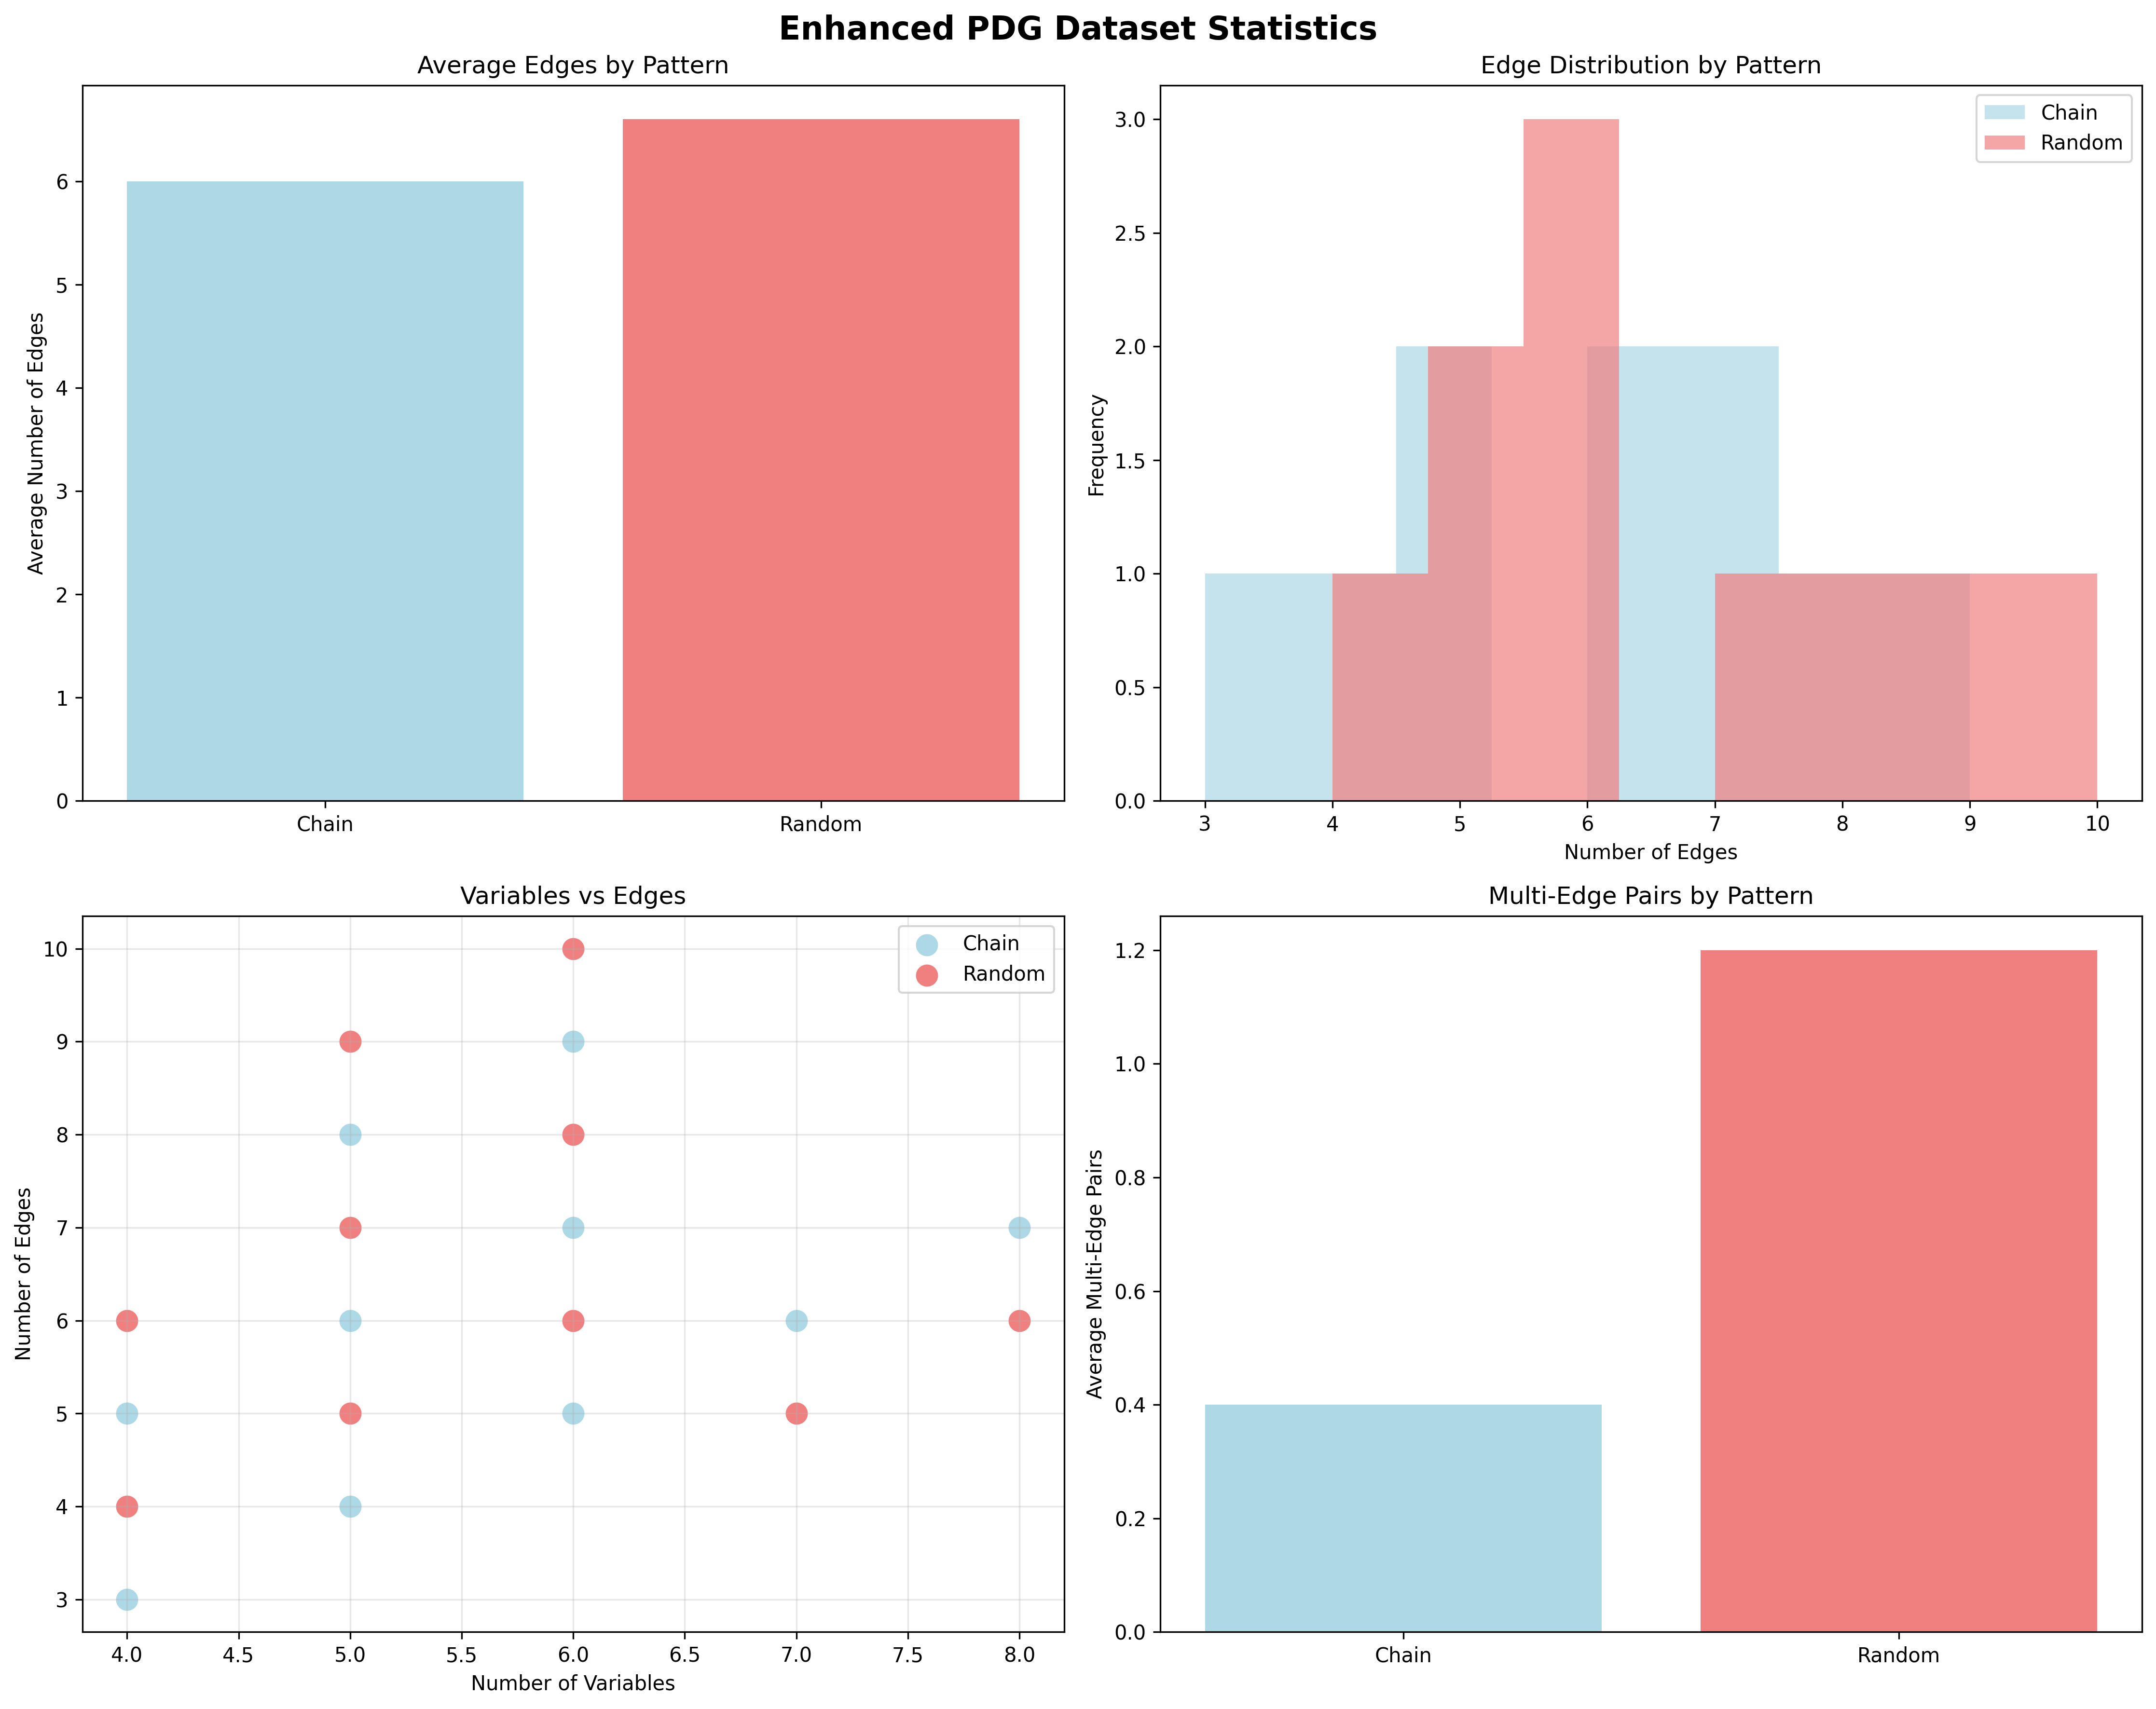 Enhanced PDG Dataset Statistics
Average Edges by Pattern
Average Number of Edges
6
5
4
3
2
1
0
Chain
Random
Edge Distribution by Pattern
Frequency
3.0
2.5
2.0
1.5
1.0
0.5
0.0
Chain
Random
3 4 5 6 7 8 9 10
Number of Edges
Variables vs Edges
Number of Edges
10
9
8
7
6
5
4
3
Chain
Random
4.0 4.5 5.0 5.5 6.0 6.5 7.0 7.5 8.0
Number of Variables
Multi-Edge Pairs by Pattern
Average Multi-Edge Pairs
1.2
1.0
0.8
0.6
0.4
0.2
0.0
Chain
Random